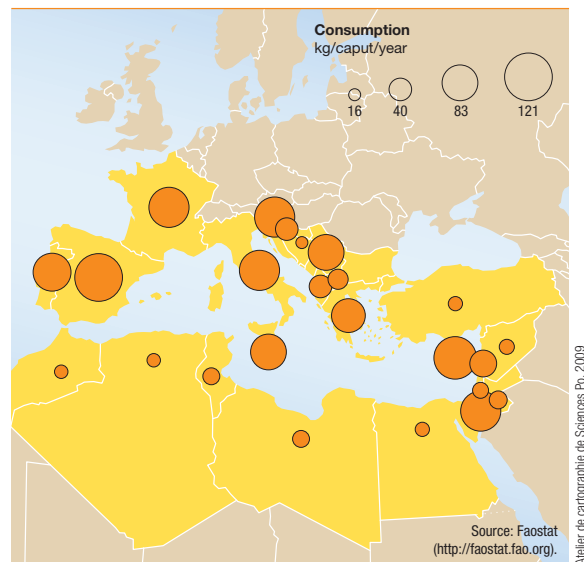 Consumption
kg/caput/year
16 40 83 121
Source: Faostat
(http://faostat.fao.org).
Atelier de cartographie de Sciences Po, 2009